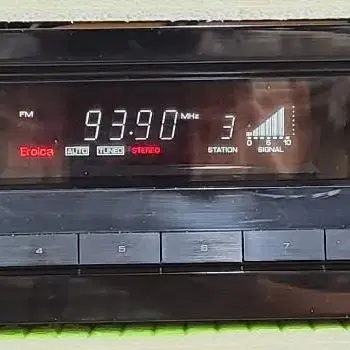 FM 93.90 MHz 3
Eroica AUTO TUNED STEREO STATION 0 5 10
SIGNAL
4 5 6 7